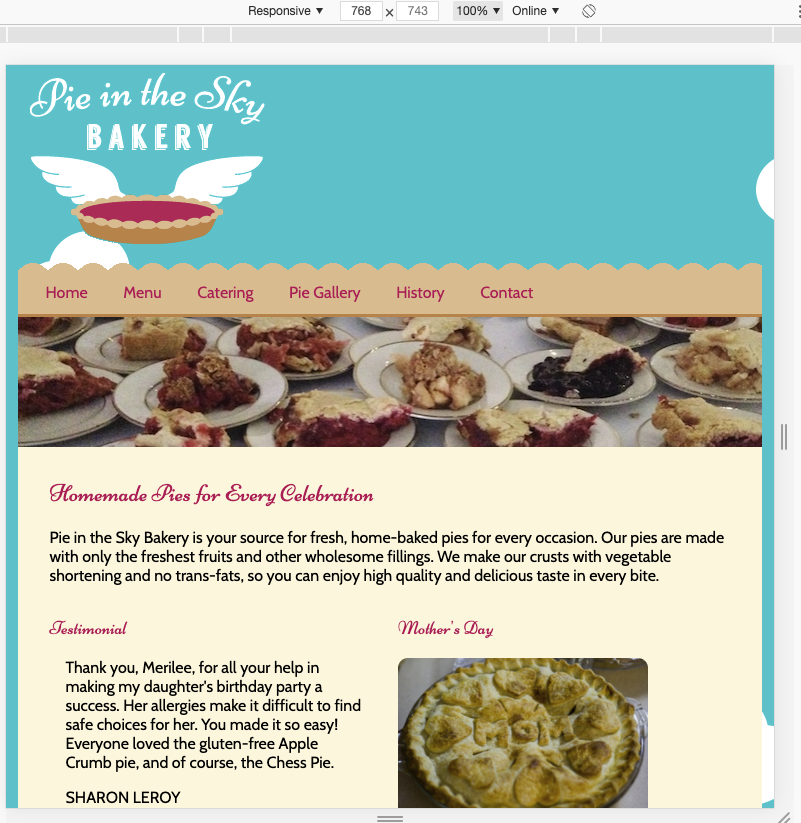 Responsive ▼ 768 × 743 100% ▼ Online ▼
Pie in the Sky
BAKERY
Home Menu Catering Pie Gallery History Contact
Homemade Pies for Every Celebration
Pie in the Sky Bakery is your source for fresh, home-baked pies for every occasion. Our pies are made
with only the freshest fruits and other wholesome fillings. We make our crusts with vegetable
shortening and no trans-fats, so you can enjoy high quality and delicious taste in every bite.
Testimonial
Thank you, Merilee, for all your help in
making my daughter's birthday party a
success. Her allergies make it difficult to find
safe choices for her. You made it so easy!
Everyone loved the gluten-free Apple
Crumb pie, and of course, the Chess Pie.
SHARON LEROY
Mother's Day
MOM